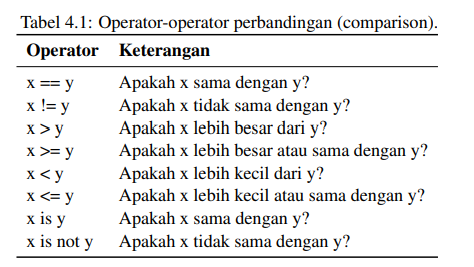 Tabel 4.1: Operator-operator perbandingan (comparison).
Operator Keterangan
x == y Apakah x sama dengan y?
x != y Apakah x tidak sama dengan y?
x > y Apakah x lebih besar dari y?
x >= y Apakah x lebih besar atau sama dengan y?
x < y Apakah x lebih kecil dari y?
x <= y Apakah x lebih kecil atau sama dengan y?
x is y Apakah x sama dengan y?
x is not y Apakah x tidak sama dengan y?